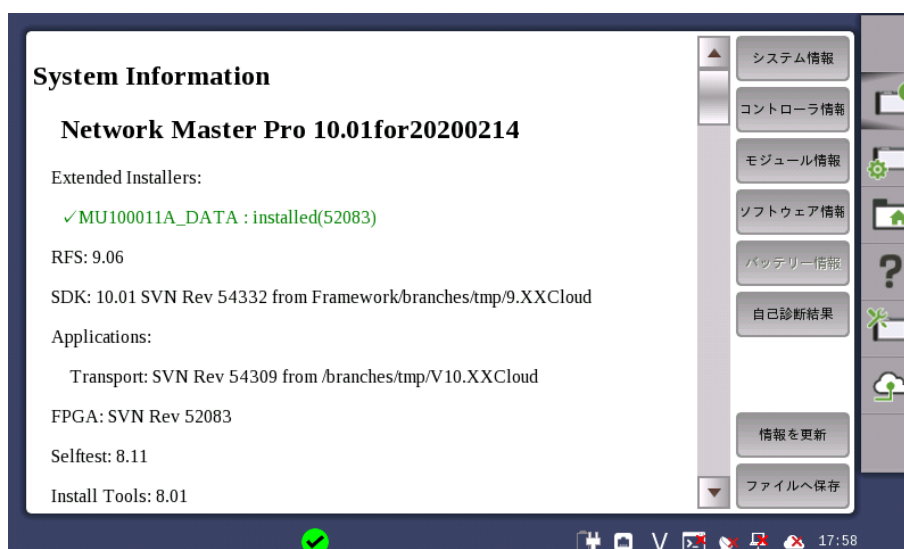 System Information
Network Master Pro 10.01for20200214
Extended Installers:
✓MU100011A_DATA : installed(52083)
RFS: 9.06
SDK: 10.01 SVN Rev 54332 from Framework/branches/tmp/9.XXCloud
Applications:
Transport: SVN Rev 54309 from /branches/tmp/V10.XXCloud
FPGA: SVN Rev 52083
Selftest: 8.11
Install Tools: 8.01
システム情報
コントローラ情報
モジュール情報
ソフトウェア情報
バッテリー情報
自己診断結果
情報を更新
ファイルへ保存
?
V
17:58